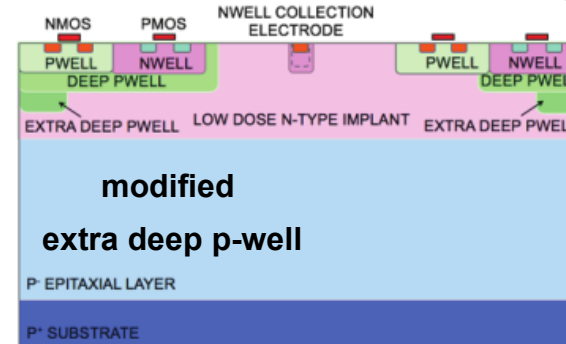 NMOS PMOS NWELL COLLECTION
ELECTRODE
PWELL NWELL PWELL NWELL
DEEP PWELL DEEP PWEL
EXTRA DEEP PWELL LOW DOSE N-TYPE IMPLANT EXTRA DEEP PWEL
modified
extra deep p-well
P- EPITAXIAL LAYER
P+ SUBSTRATE